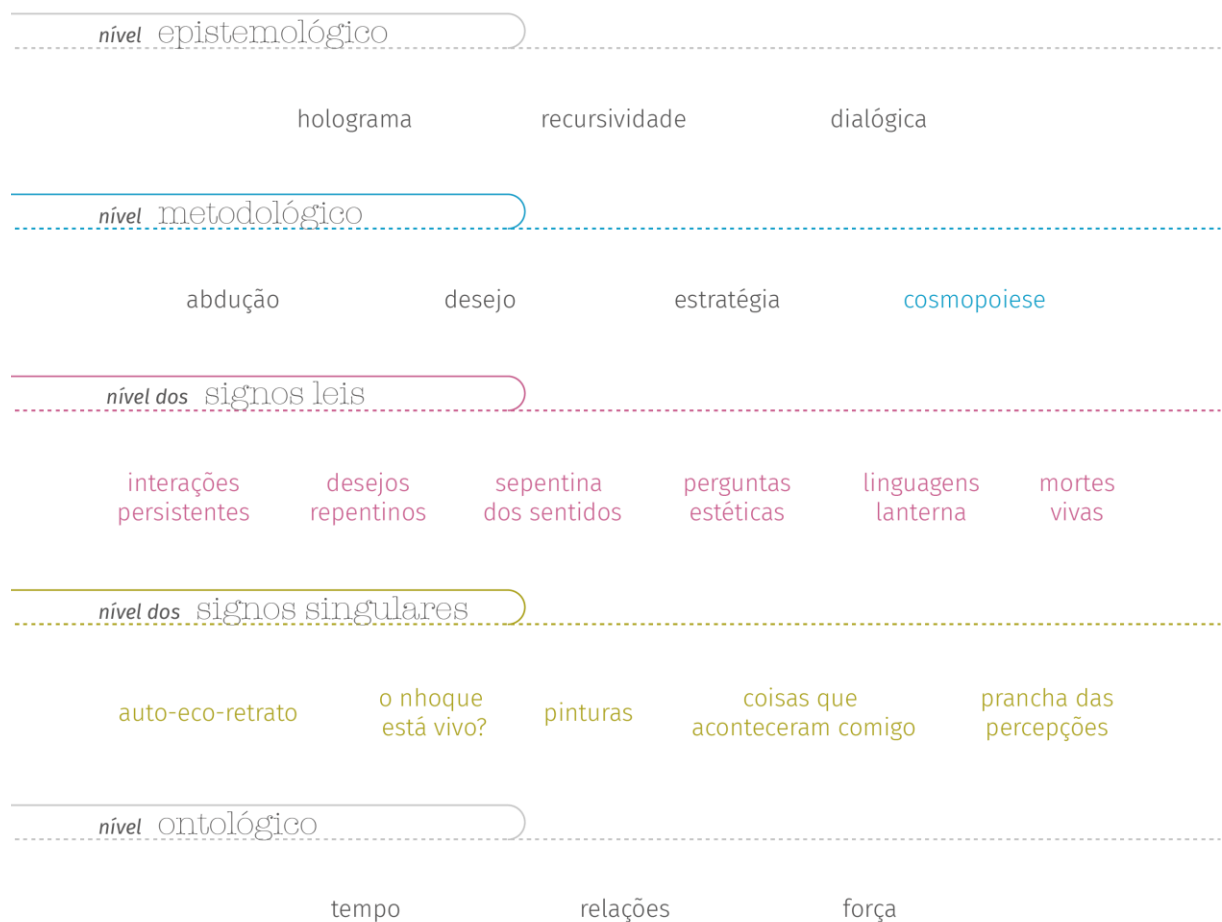 nível epistemológico
holograma recursividade dialógica
nível metodológico
abdução desejo estratégia cosmopoiese
nível dos signos leis
interações desejos sepentina perguntas linguagens mortes
persistentes repentinos dos sentidos estéticas lanterna vivas
nível dos signos singulares
auto-eco-retrato o nhoque está vivo? pinturas coisas que aconteceram comigo prancha das percepções
nível ontológico
tempo relações força